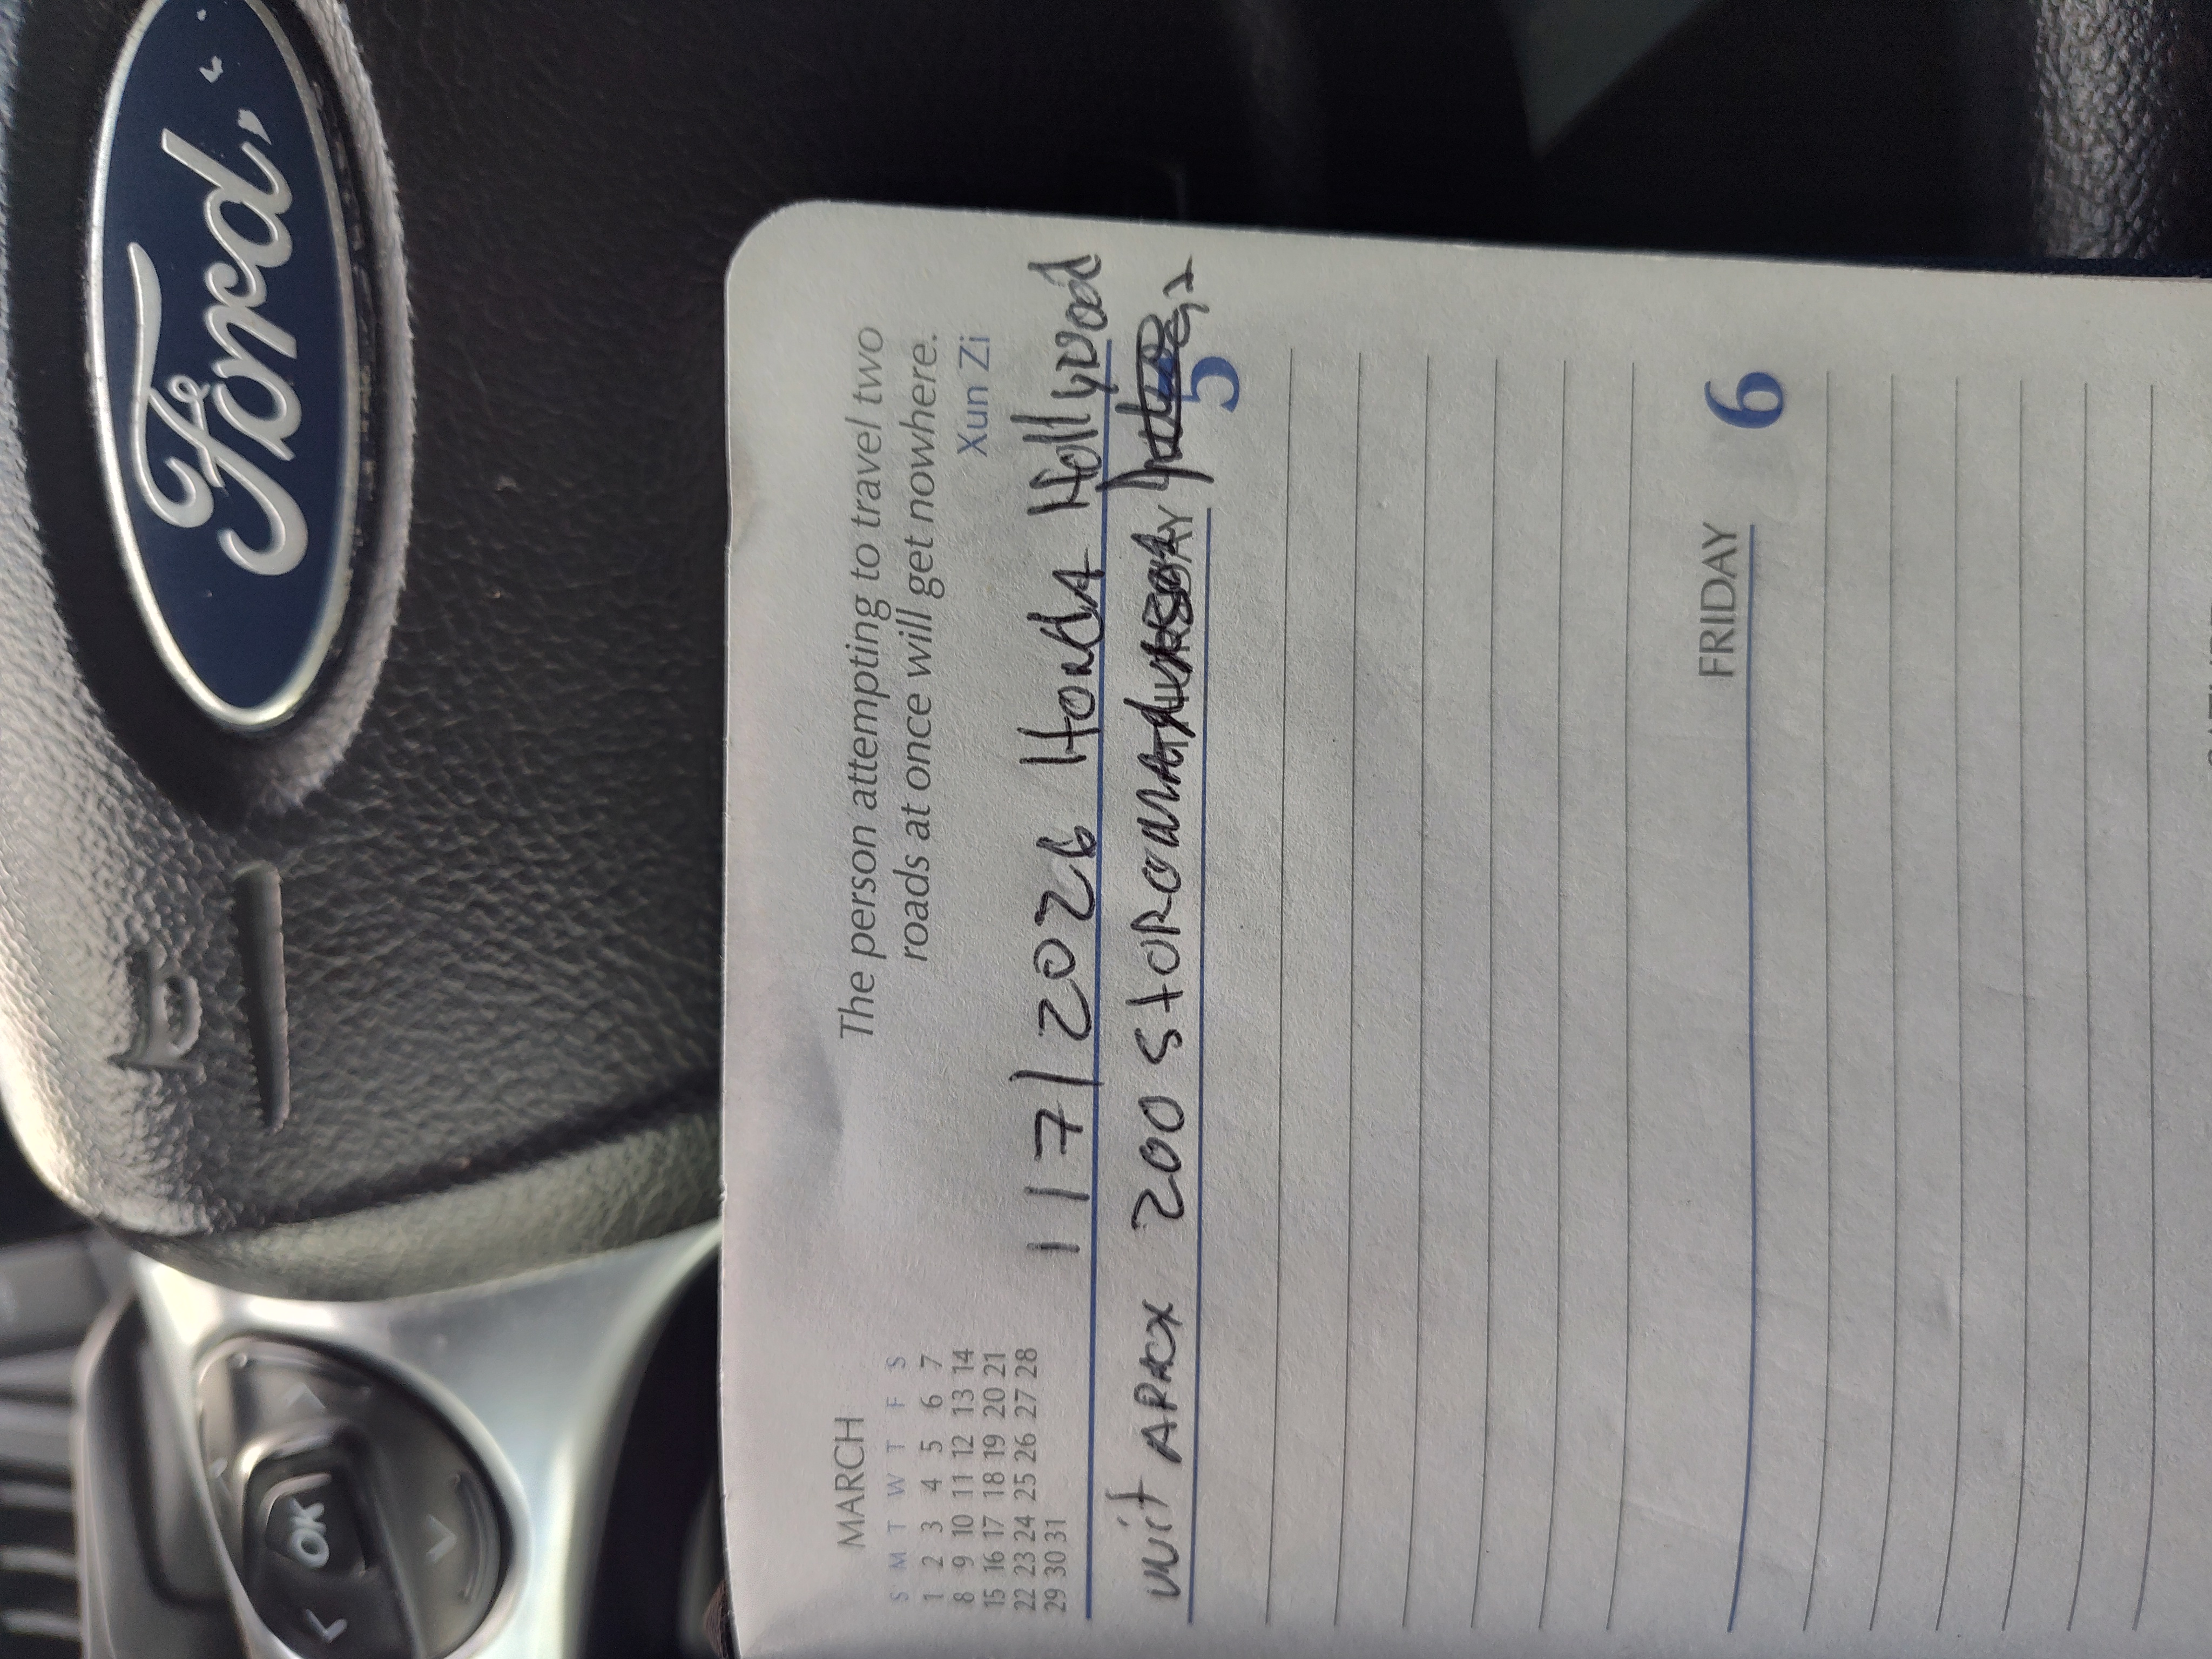 Ford
OK
MARCH
S M T W T F S
1 2 3 4 5 6 7
8 9 10 11 12 13 14
15 16 17 18 19 20 21
22 23 24 25 26 27 28
29 30 31
The person attempting to travel two
roads at once will get nowhere.
Xun Zi
1/7/2026 HondA Hollywood
unit APROX 200
5
FRIDAY 6